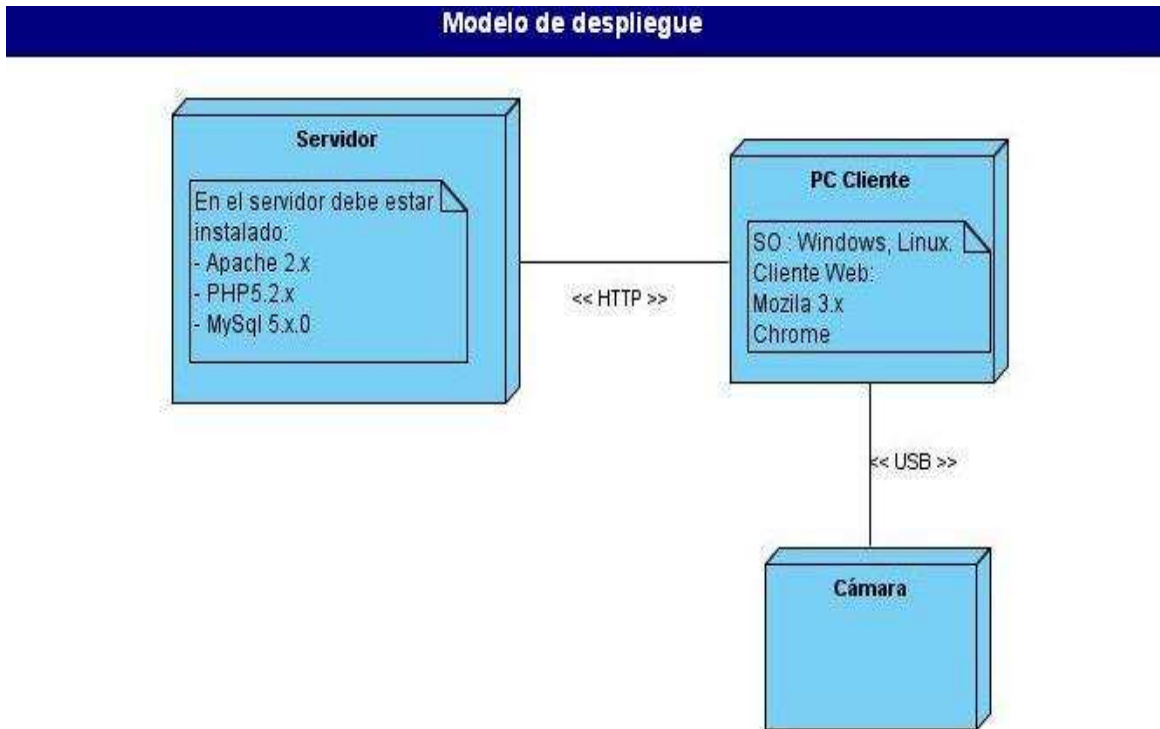 Modelo de despliegue
Servidor
En el servidor debe estar
instalado:
- Apache 2.x
- PHP5.2.x
- MySql 5.x.0
<< HTTP >>
PC Cliente
SO : Windows, Linux.
Cliente Web:
Mozila 3.x
Chrome
<< USB >>
Cámara